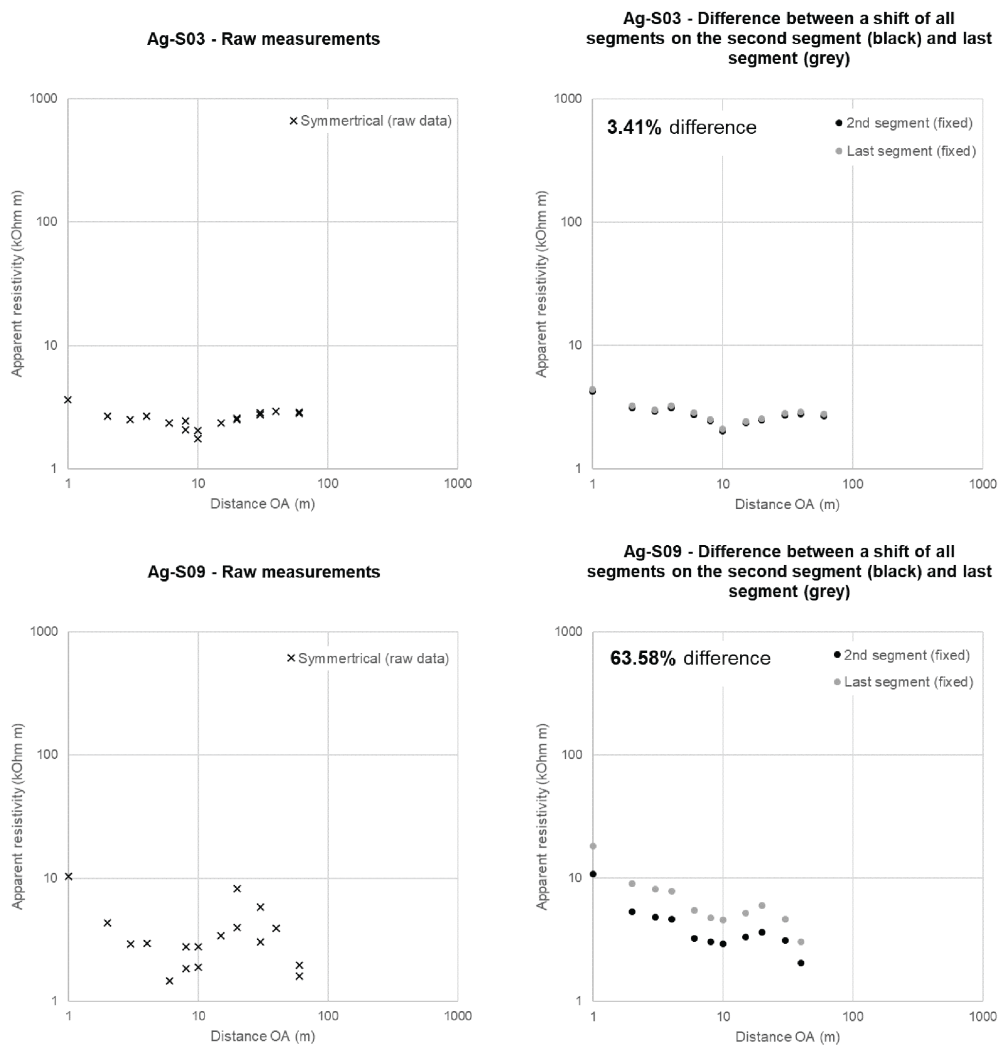 Ag-S03 - Raw measurements
1000
100
10
1
1
10
100
1000
Apparent resistivity (kOhm m)
Distance OA (m)
Symmertrical (raw data)
Ag-S03 - Difference between a shift of all
segments on the second segment (black) and last
segment (grey)
1000
100
10
1
1
10
100
1000
Apparent resistivity (kOhm m)
Distance OA (m)
3.41% difference
2nd segment (fixed)
Last segment (fixed)
Ag-S09 - Raw measurements
1000
100
10
1
1
10
100
1000
Apparent resistivity (kOhm m)
Distance OA (m)
Symmertrical (raw data)
Ag-S09 - Difference between a shift of all
segments on the second segment (black) and last
segment (grey)
1000
100
10
1
1
10
100
1000
Apparent resistivity (kOhm m)
Distance OA (m)
63.58% difference
2nd segment (fixed)
Last segment (fixed)